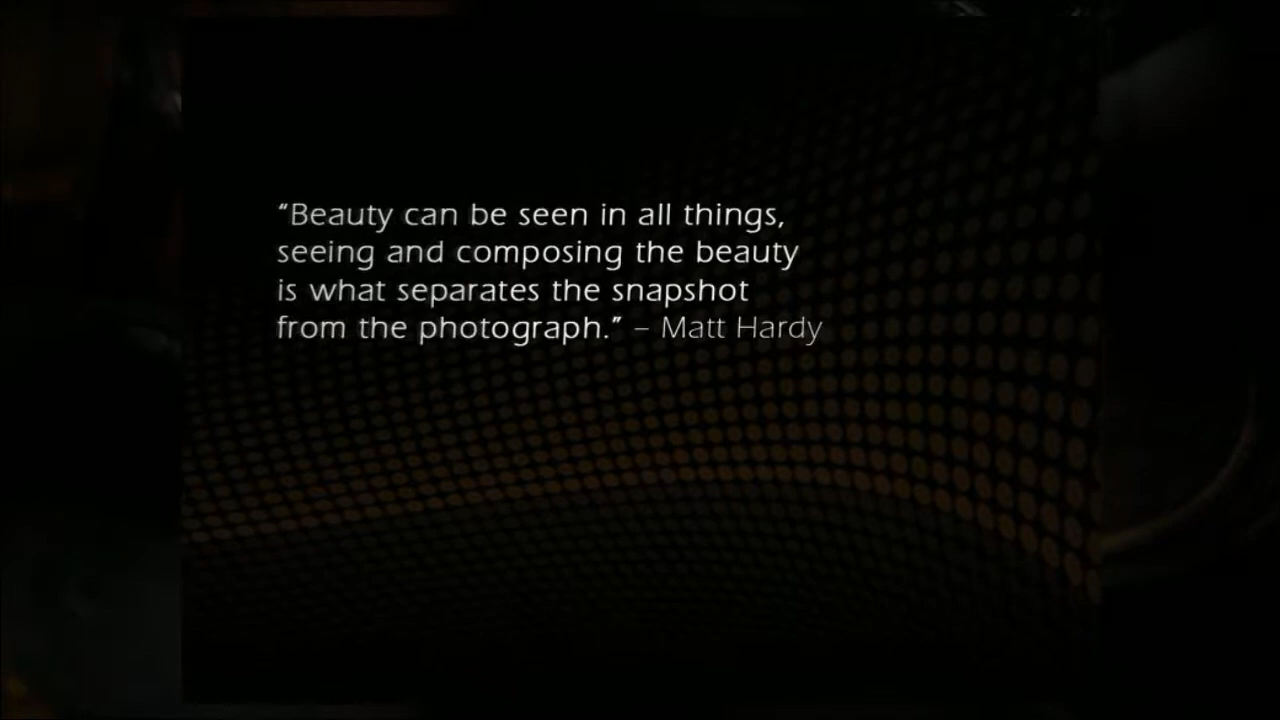 “Beauty can be seen in all things,
seeing and composing the beauty
is what separates the snapshot
from the photograph.” – Matt Hardy